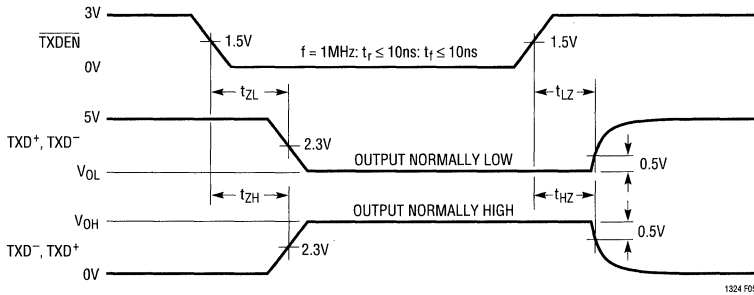 3V
TXDEN
1.5V
f = 1MHz: tr ≤ 10ns: tf ≤ 10ns
1.5V
0V
tZL
tLZ
5V
TXD+, TXD−
2.3V
OUTPUT NORMALLY LOW
0.5V
VOL
tZH
tHZ
VOH
OUTPUT NORMALLY HIGH
0.5V
TXD−, TXD+
2.3V
0V